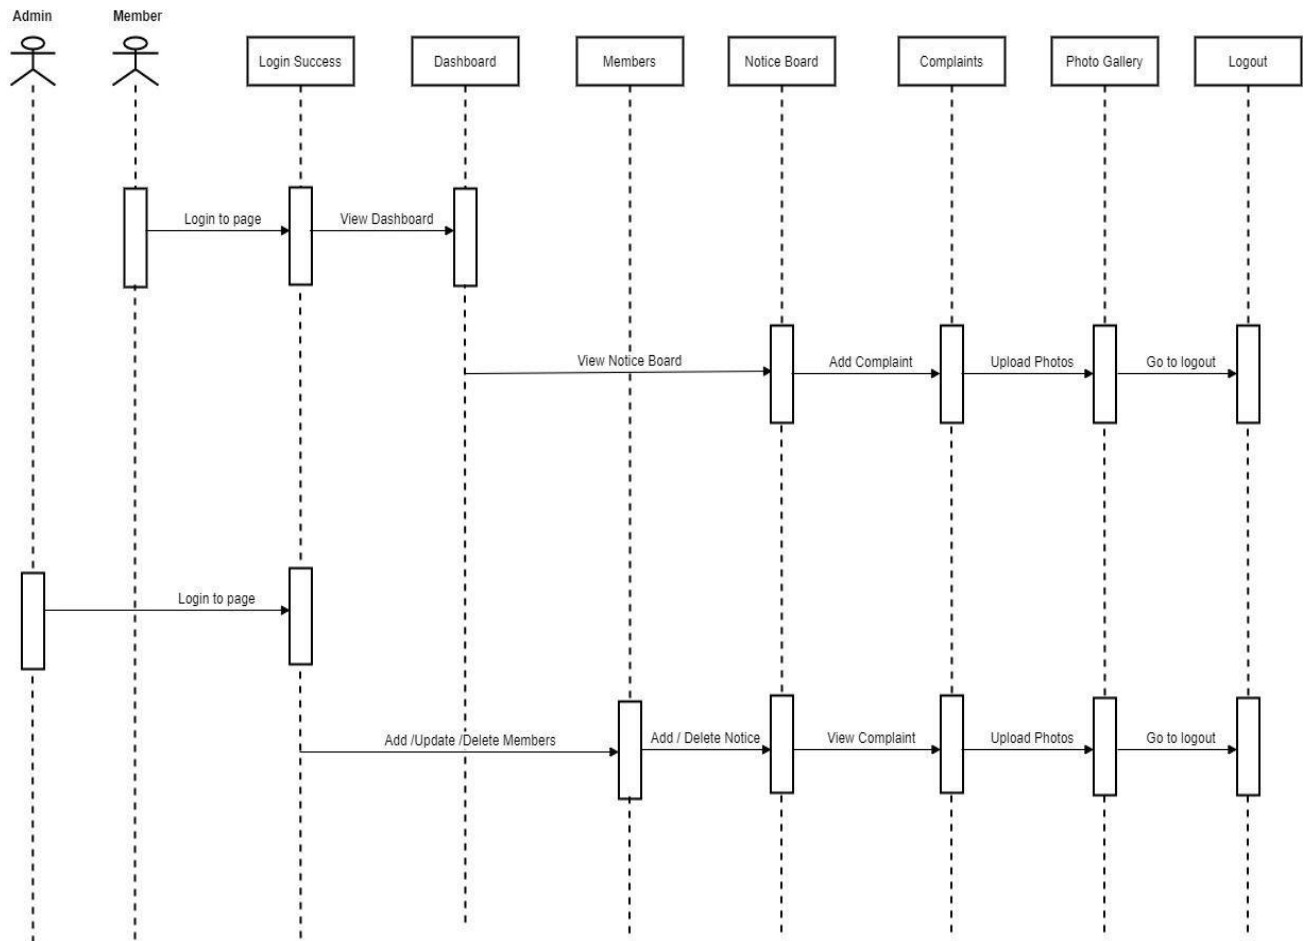 Admin
Member
Login Success
Dashboard
Members
Notice Board
Complaints
Photo Gallery
Logout
Login to page
View Dashboard
View Notice Board
Add Complaint
Upload Photos
Go to logout
Login to page
Add /Update /Delete Members
Add / Delete Notice
View Complaint
Upload Photos
Go to logout